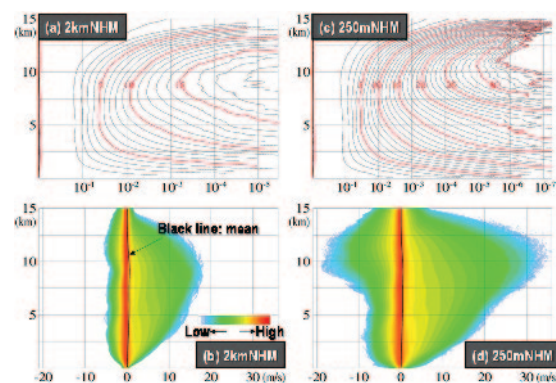 15
(km)
(a) 2kmNHM
10
5
10⁻¹ 10⁻² 10⁻³ 10⁻⁴ 10⁻⁵
15
(km)
(c) 250mNHM
10
5
10⁻¹ 10⁻² 10⁻³ 10⁻⁴ 10⁻⁵ 10⁻⁶ 10⁻⁷
15
(km)
Black line: mean
10
5
Low High
(b) 2kmNHM
-20 -10 0 10 20 30 (m/s)
15
(km)
10
5
(d) 250mNHM
-20 -10 0 10 20 30 (m/s)